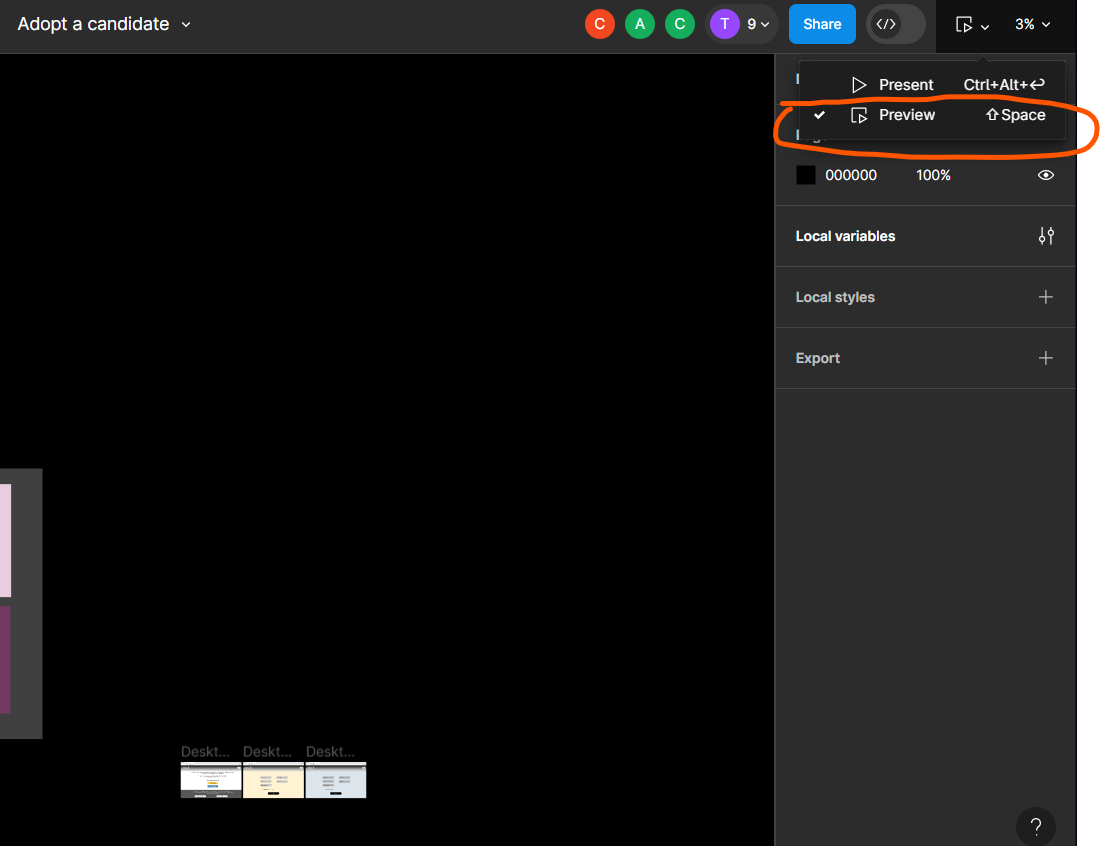 Adopt a candidate
C A C T 9 Share </> 3%
Present Ctrl+Alt+↩
Preview ⇧Space
000000 100%
Local variables
Local styles
Export
Deskt... Deskt... Deskt...
?